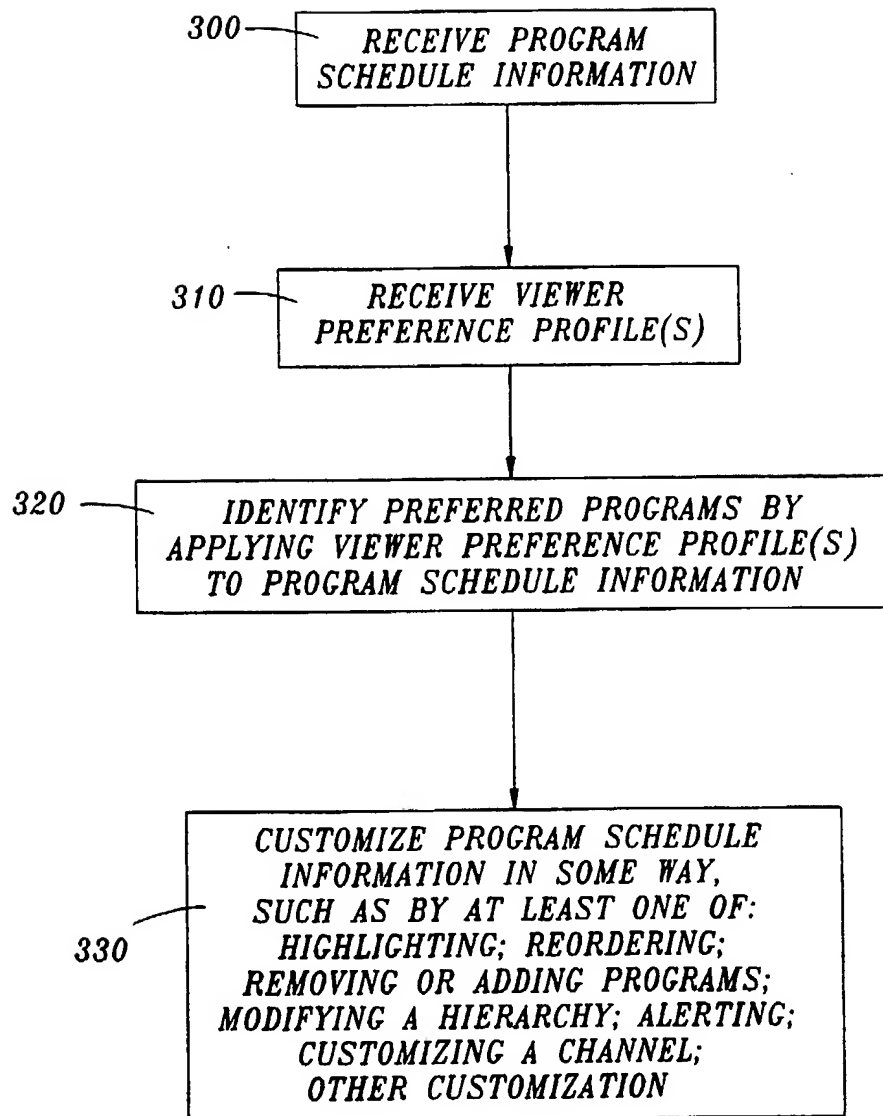 300
RECEIVE PROGRAM
SCHEDULE INFORMATION
310
RECEIVE VIEWER
PREFERENCE PROFILE(S)
320
IDENTIFY PREFERRED PROGRAMS BY
APPLYING VIEWER PREFERENCE PROFILE(S)
TO PROGRAM SCHEDULE INFORMATION
330
CUSTOMIZE PROGRAM SCHEDULE
INFORMATION IN SOME WAY,
SUCH AS BY AT LEAST ONE OF:
HIGHLIGHTING; REORDERING;
REMOVING OR ADDING PROGRAMS;
MODIFYING A HIERARCHY; ALERTING;
CUSTOMIZING A CHANNEL;
OTHER CUSTOMIZATION